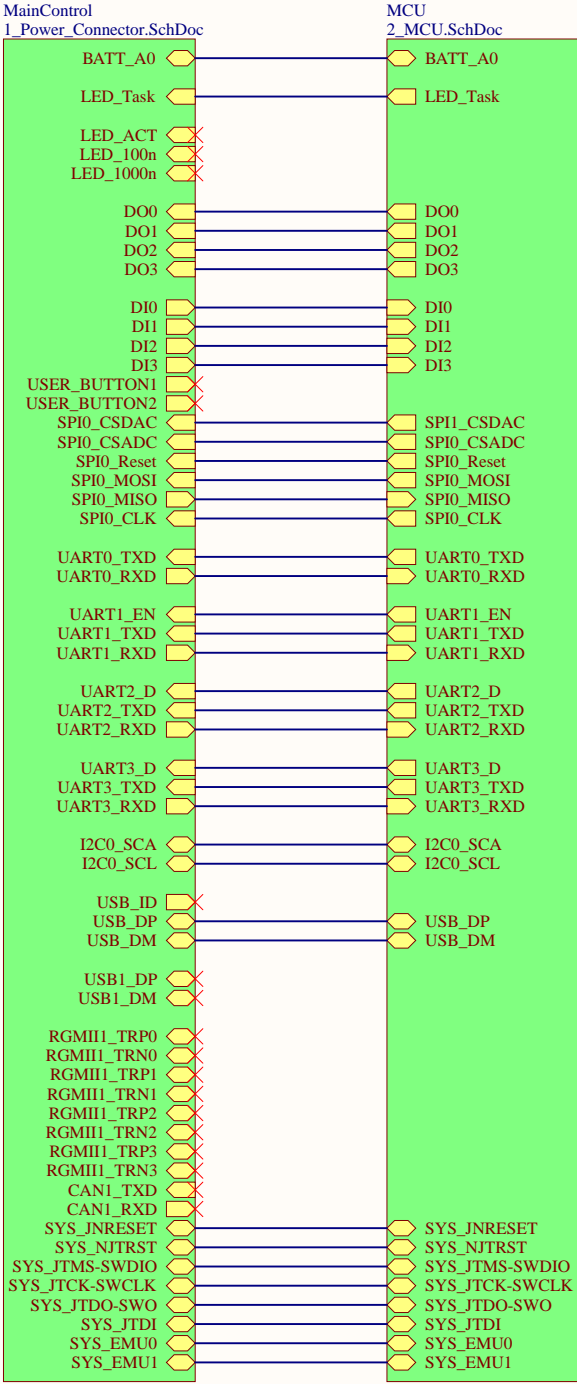 MainControl MCU
1_Power_Connector.SchDoc 2_MCU.SchDoc
BATT_A0 BATT_A0
LED_Task LED_Task
LED_ACT
LED_100n
LED_1000n
DO0 DO0
DO1 DO1
DO2 DO2
DO3 DO3
DI0 DI0
DI1 DI1
DI2 DI2
DI3 DI3
USER_BUTTON1
USER_BUTTON2
SPI0_CSDAC SPI1_CSDAC
SPI0_CSADC SPI0_CSADC
SPI0_Reset SPI0_Reset
SPI0_MOSI SPI0_MOSI
SPI0_MISO SPI0_MISO
SPI0_CLK SPI0_CLK
UART0_TXD UART0_TXD
UART0_RXD UART0_RXD
UART1_EN UART1_EN
UART1_TXD UART1_TXD
UART1_RXD UART1_RXD
UART2_D UART2_D
UART2_TXD UART2_TXD
UART2_RXD UART2_RXD
UART3_D UART3_D
UART3_TXD UART3_TXD
UART3_RXD UART3_RXD
I2C0_SCA I2C0_SCA
I2C0_SCL I2C0_SCL
USB_ID
USB_DP USB_DP
USB_DM USB_DM
USB1_DP
USB1_DM
RGMII1_TRP0
RGMII1_TRN0
RGMII1_TRP1
RGMII1_TRN1
RGMII1_TRP2
RGMII1_TRN2
RGMII1_TRP3
RGMII1_TRN3
CAN1_TXD
CAN1_RXD
SYS_JNRESET SYS_JNRESET
SYS_NJTRST SYS_NJTRST
SYS_JTMS-SWDIO SYS_JTMS-SWDIO
SYS_JTCK-SWCLK SYS_JTCK-SWCLK
SYS_JTDO-SWO SYS_JTDO-SWO
SYS_JTDI SYS_JTDI
SYS_EMU0 SYS_EMU0
SYS_EMU1 SYS_EMU1